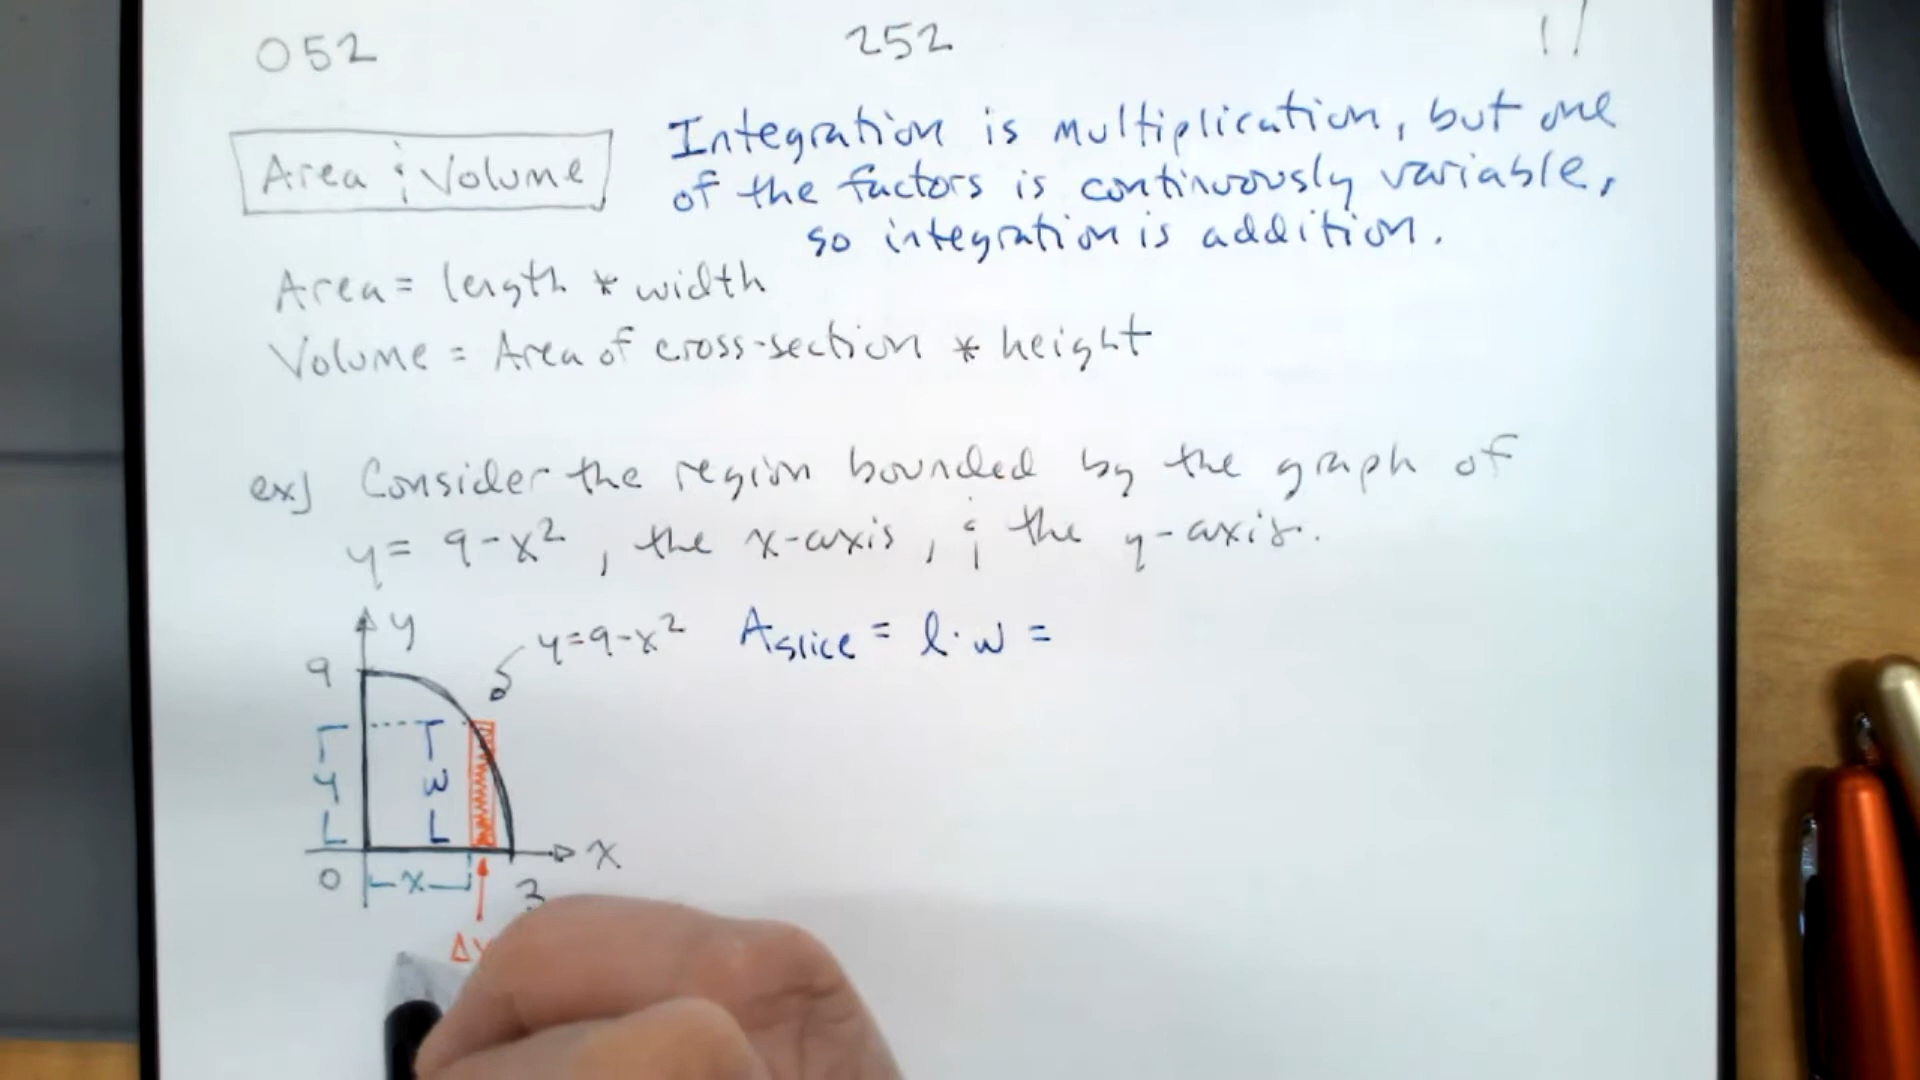 052 252 1/
Area & Volume
Integration is multiplication, but one
of the factors is continuously variable,
so integration is addition.
Area = length * width
Volume = Area of cross-section * height
ex] Consider the region bounded by the graph of
y = 9-x², the x-axis, & the y-axis.
y
y=9-x²
A slice = l·w =
9
y
w
x
0
x
3
Δ